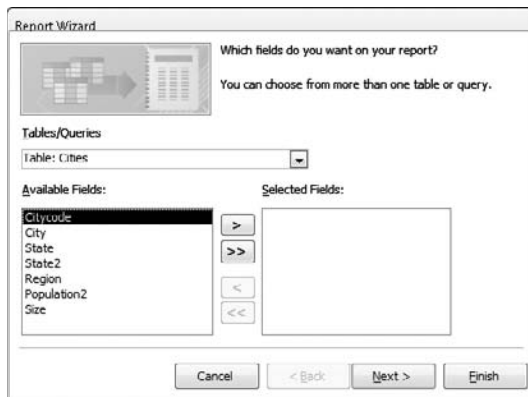 Report Wizard
Which fields do you want on your report?
You can choose from more than one table or query.
Tables/Queries
Table: Cities
Available Fields:
Selected Fields:
Citycode
City
State
State2
Region
Population2
Size
>
>>
<
<<
Cancel
< Back
Next >
Finish